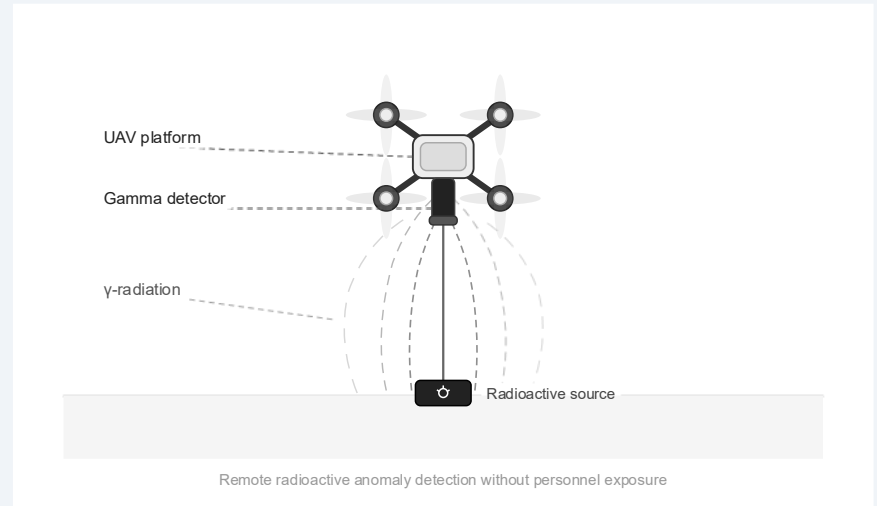 UAV platform
Gamma detector
γ-radiation
Radioactive source
Remote radioactive anomaly detection without personnel exposure